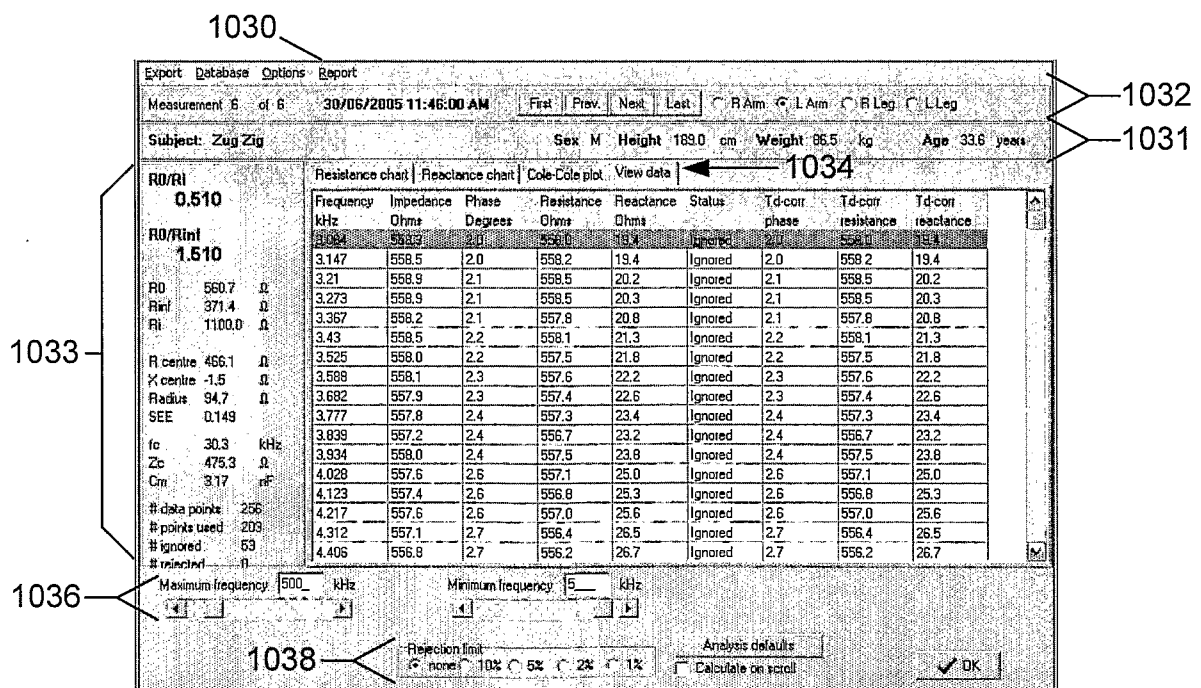 1030
Export Database Options Report
Measurement 6 of 6 30/06/2005 11:46:00 AM First Prev. Next Last R Arm L Arm R Leg L Leg
1032
Subject: Zug Zig Sex M Height 189.0 cm Weight 86.5 kg Age 33.6 years
1031
Resistance chart Reactance chart Cole-Cole plot View data
1034
R0/Ri
0.510
R0/Rinf
1.510
R0 560.7 Ω
Rinf 371.4 Ω
Ri 1100.0 Ω
R centre 466.1 Ω
X centre -1.5 Ω
Radius 94.7 Ω
SEE 0.149
fc 30.3 kHz
Zc 475.3 Ω
Cm 3.17 nF
# data points 256
# points used 203
# ignored 53
# rejected 0
1033
Frequency Impedance Phase Resistance Reactance Status Td-corr Td-corr Td-corr
kHz Ohms Degrees Ohms Ohms phase resistance reactance
3.084 2.0 19.4 Ignored 2.0 19.4
3.147 558.5 2.0 558.2 19.4 Ignored 2.0 558.2 19.4
3.21 558.9 2.1 558.5 20.2 Ignored 2.1 558.5 20.2
3.273 558.9 2.1 558.5 20.3 Ignored 2.1 558.5 20.3
3.367 558.2 2.1 557.8 20.8 Ignored 2.1 557.8 20.8
3.43 558.5 2.2 558.1 21.3 Ignored 2.2 558.1 21.3
3.525 558.0 2.2 557.5 21.8 Ignored 2.2 557.5 21.8
3.588 558.1 2.3 557.6 22.2 Ignored 2.3 557.6 22.2
3.682 557.9 2.3 557.4 22.6 Ignored 2.3 557.4 22.6
3.777 557.8 2.4 557.3 23.4 Ignored 2.4 557.3 23.4
3.839 557.2 2.4 556.7 23.2 Ignored 2.4 556.7 23.2
3.934 558.0 2.4 557.5 23.8 Ignored 2.4 557.5 23.8
4.028 557.6 2.6 557.1 25.0 Ignored 2.6 557.1 25.0
4.123 557.4 2.6 556.8 25.3 Ignored 2.6 556.8 25.3
4.217 557.6 2.6 557.0 25.6 Ignored 2.6 557.0 25.6
4.312 557.1 2.7 556.4 26.5 Ignored 2.7 556.4 26.5
4.406 556.8 2.7 556.2 26.7 Ignored 2.7 556.2 26.7
1036
Maximum frequency 500_ kHz Minimum frequency 5___ kHz
1038
Rejection limit
none 10% 5% 2% 1%
Analysis defaults
Calculate on scroll
OK